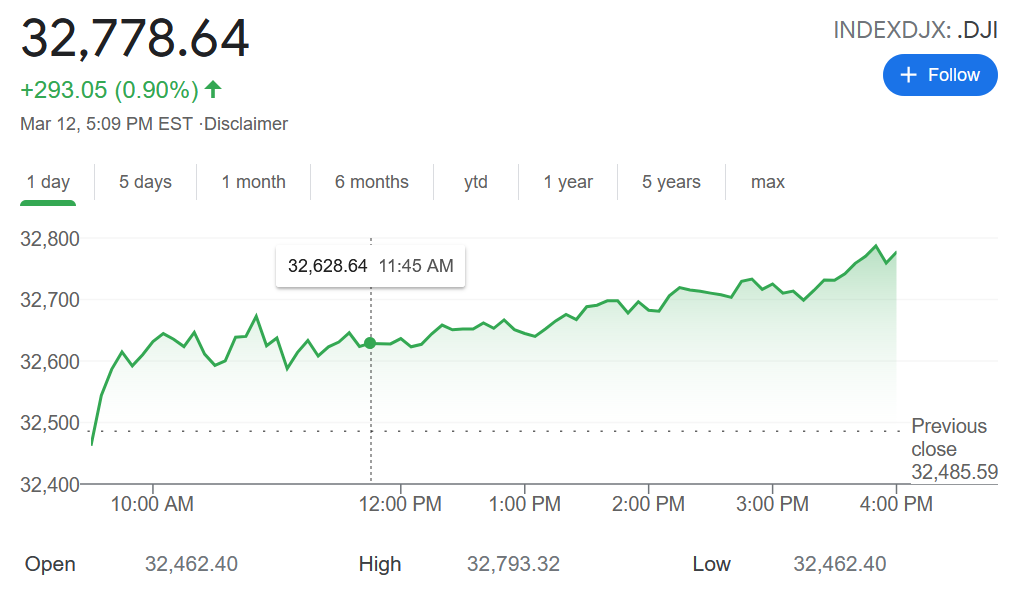 32,778.64
INDEXDJX: .DJI
+293.05 (0.90%)
+ Follow
Mar 12, 5:09 PM EST ·Disclaimer
1 day 5 days 1 month 6 months ytd 1 year 5 years max
32,800
32,628.64 11:45 AM
32,700
32,600
32,500
Previous
close
32,485.59
32,400
10:00 AM 12:00 PM 1:00 PM 2:00 PM 3:00 PM 4:00 PM
Open 32,462.40 High 32,793.32 Low 32,462.40